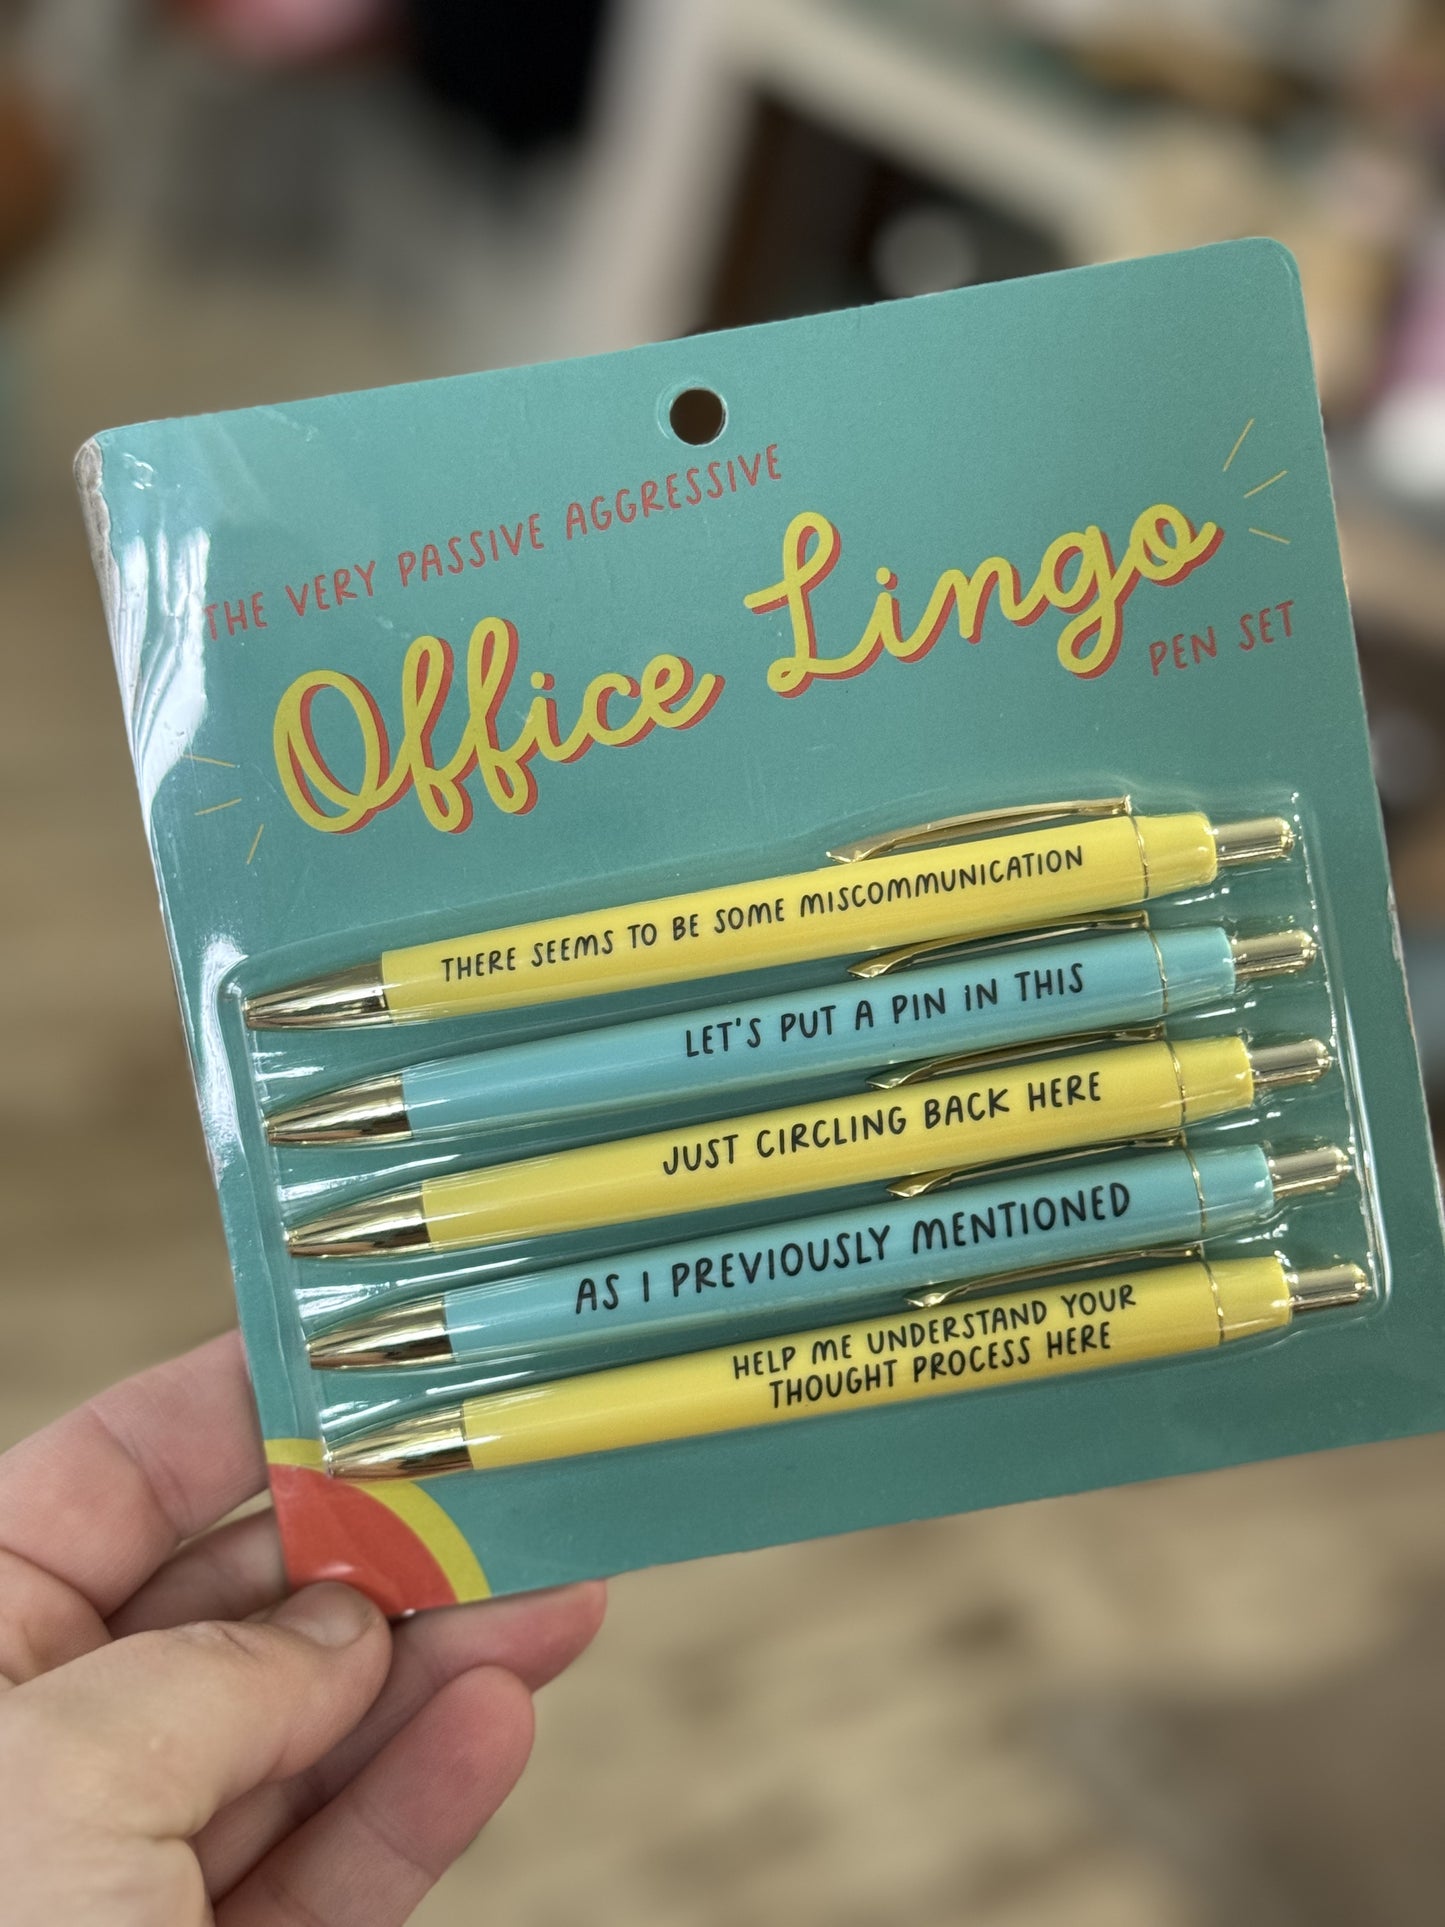 THE VERY PASSIVE AGGRESSIVE
Office Lingo
PEN SET
THERE SEEMS TO BE SOME MISCOMMUNICATION
LET'S PUT A PIN IN THIS
JUST CIRCLING BACK HERE
AS I PREVIOUSLY MENTIONED
HELP ME UNDERSTAND YOUR
THOUGHT PROCESS HERE